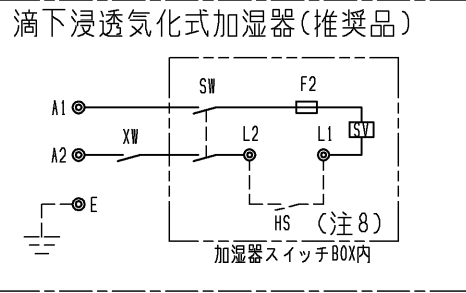 滴下浸透気化式加湿器(推奨品)
SW
F2
A1
SV
XW
L2
L1
A2
E
HS
(注8)
加湿器スイッチBOX内